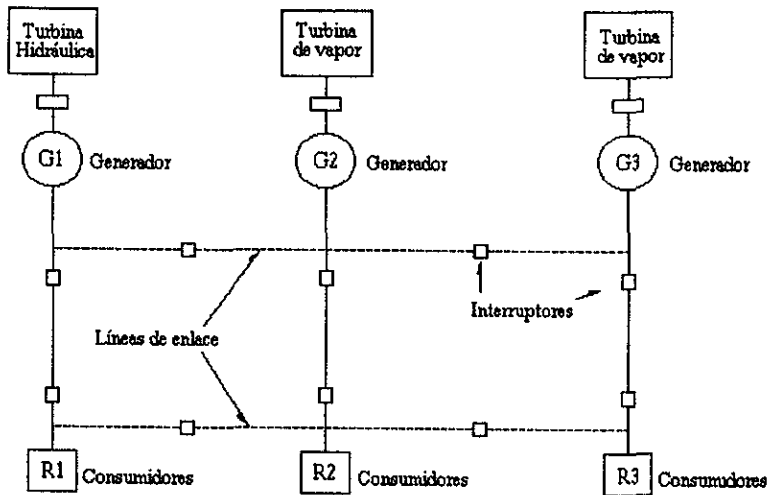 Turbina
Hidráulica
Turbina
de vapor
Turbina
de vapor
G1
Generador
G2
Generador
G3
Generador
Interruptores
Líneas de enlace
R1
Consumidores
R2
Consumidores
R3
Consumidores